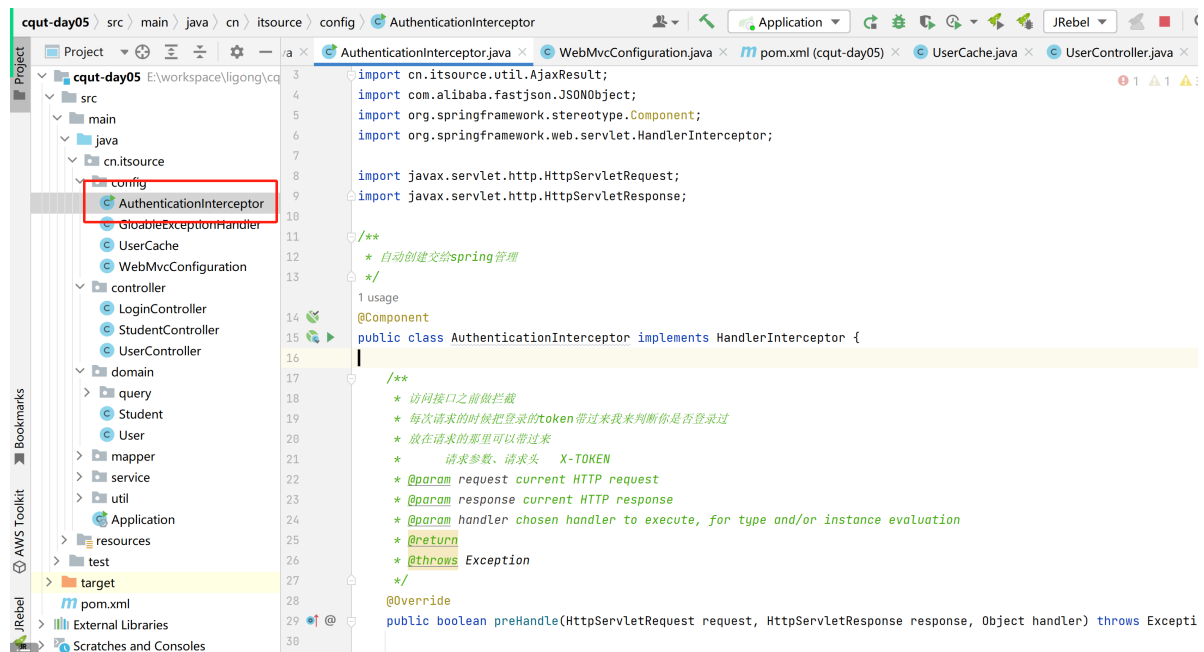 cqut-day05 src main java cn itsource config AuthenticationInterceptor Application JRebel
Project /a AuthenticationInterceptor.java WebMvcConfiguration.java pom.xml (cqut-day05) UserCache.java UserController.java
Project
Bookmarks
AWS Toolkit
JRebel
cqut-day05 E:\workspace\ligong\cq
src
main
java
cn.itsource
config
AuthenticationInterceptor
GloableExceptionHandler
UserCache
WebMvcConfiguration
controller
LoginController
StudentController
UserController
domain
query
Student
User
mapper
service
util
Application
resources
test
target
pom.xml
External Libraries
Scratches and Consoles
1 1 3
3 import cn.itsource.util.AjaxResult;
4 import com.alibaba.fastjson.JSONObject;
5 import org.springframework.stereotype.Component;
6 import org.springframework.web.servlet.HandlerInterceptor;
7
8 import javax.servlet.http.HttpServletRequest;
9 import javax.servlet.http.HttpServletResponse;
10
11 /**
12 * 自动创建交给spring管理
13 */
1 usage
14 @Component
15 public class AuthenticationInterceptor implements HandlerInterceptor {
16
17 /**
18 * 访问接口之前做拦截
19 * 每次请求的时候把登录的token带过来我来判断你是否登录过
20 * 放在请求的那里可以带过来
21 * 请求参数、请求头 X-TOKEN
22 * @param request current HTTP request
23 * @param response current HTTP response
24 * @param handler chosen handler to execute, for type and/or instance evaluation
25 * @return
26 * @throws Exception
27 */
28 @Override
29 @ public boolean preHandle(HttpServletRequest request, HttpServletResponse response, Object handler) throws Excepti
30